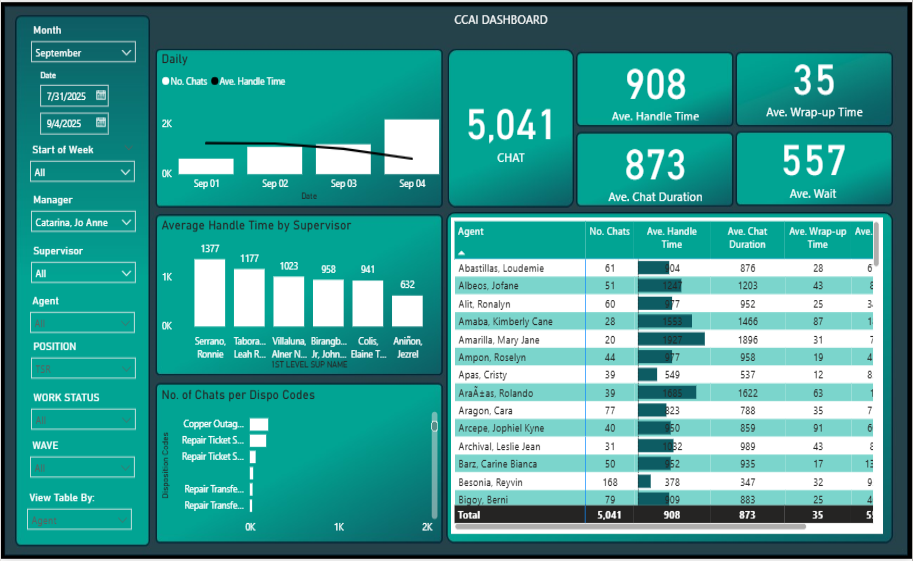 CCAI DASHBOARD
Month
September
Date
7/31/2025
9/4/2025
Start of Week
All
Manager
Catarina, Jo Anne
Supervisor
All
Agent
All
POSITION
TSR
WORK STATUS
All
WAVE
All
View Table By:
Agent
Daily
No. Chats Ave. Handle Time
2K
0K
Sep 01 Sep 02 Sep 03 Sep 04
Date
5,041
CHAT
908
Ave. Handle Time
35
Ave. Wrap-up Time
873
Ave. Chat Duration
557
Ave. Wait
Average Handle Time by Supervisor
1377 1177 1023 958 941 632
1K
0K
Serrano, Tabora... Villaluna, Birangb... Colis, Aniñon,
Ronnie Leah R... Alner N... Jr, John... Elaine T... Jezrel
1ST LEVEL SUP NAME
No. of Chats per Dispo Codes
Disposition Codes
Copper Outag...
Repair Ticket S...
Repair Ticket S...
Repair Transfe...
Repair Transfe...
0K 1K 2K
Agent No. Chats Ave. Handle Time Ave. Chat Duration Ave. Wrap-up Time Ave.
Abastillas, Loudemie 61 904 876 28 6
Albeos, Jofane 51 1247 1203 43 8
Alit, Ronalyn 60 977 952 25 3
Amaba, Kimberly Cane 28 1553 1466 87 1
Amarilla, Mary Jane 20 1927 1896 31 7
Ampon, Roselyn 44 977 958 19 4
Apas, Cristy 39 549 537 12 8
AraÃ±as, Rolando 39 1685 1622 63 1
Aragon, Cara 77 823 788 35 7
Arcepe, Jophiel Kyne 40 950 859 91 6
Archival, Leslie Jean 31 1032 989 43 8
Barz, Carine Bianca 50 952 935 17 13
Besonia, Reyvin 168 378 347 32 9
Bigoy, Berni 79 909 883 25 4
Total 5,041 908 873 35 5